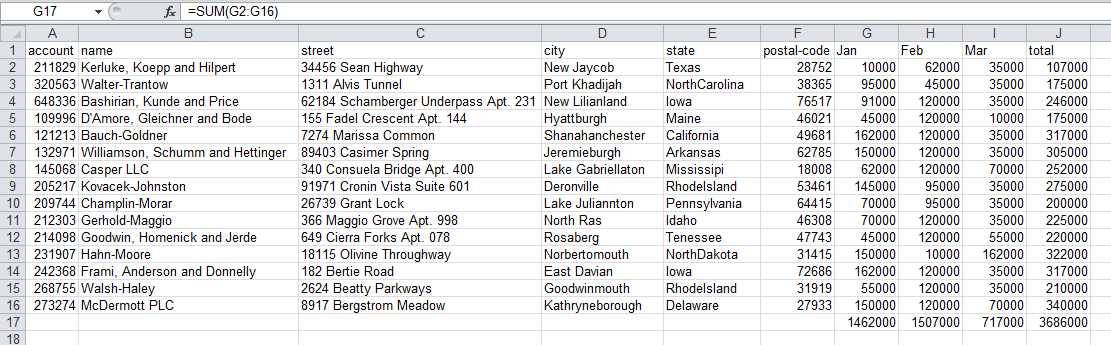 G17 fx =SUM(G2:G16)
A B C D E F G H I J
1 account name street city state postal-code Jan Feb Mar total
2 211829 Kerluke, Koepp and Hilpert 34456 Sean Highway New Jaycob Texas 28752 10000 62000 35000 107000
3 320563 Walter-Trantow 1311 Alvis Tunnel Port Khadijah NorthCarolina 38365 95000 45000 35000 175000
4 648336 Bashirian, Kunde and Price 62184 Schamberger Underpass Apt. 231 New Lilianland Iowa 76517 91000 120000 35000 246000
5 109996 D'Amore, Gleichner and Bode 155 Fadel Crescent Apt. 144 Hyattburgh Maine 46021 45000 120000 10000 175000
6 121213 Bauch-Goldner 7274 Marissa Common Shanahanchester California 49681 162000 120000 35000 317000
7 132971 Williamson, Schumm and Hettinger 89403 Casimer Spring Jeremieburgh Arkansas 62785 150000 120000 35000 305000
8 145068 Casper LLC 340 Consuela Bridge Apt. 400 Lake Gabriellaton Mississipi 18008 62000 120000 70000 252000
9 205217 Kovacek-Johnston 91971 Cronin Vista Suite 601 Deronville RhodeIsland 53461 145000 95000 35000 275000
10 209744 Champlin-Morar 26739 Grant Lock Lake Juliannton Pennsylvania 64415 70000 95000 35000 200000
11 212303 Gerhold-Maggio 366 Maggio Grove Apt. 998 North Ras Idaho 46308 70000 120000 35000 225000
12 214098 Goodwin, Homenick and Jerde 649 Cierra Forks Apt. 078 Rosaberg Tenessee 47743 45000 120000 55000 220000
13 231907 Hahn-Moore 18115 Olivine Throughway Norbertomouth NorthDakota 31415 150000 10000 162000 322000
14 242368 Frami, Anderson and Donnelly 182 Bertie Road East Davian Iowa 72686 162000 120000 35000 317000
15 268755 Walsh-Haley 2624 Beatty Parkways Goodwinmouth RhodeIsland 31919 55000 120000 35000 210000
16 273274 McDermott PLC 8917 Bergstrom Meadow Kathryneborough Delaware 27933 150000 120000 70000 340000
17 1462000 1507000 717000 3686000
18